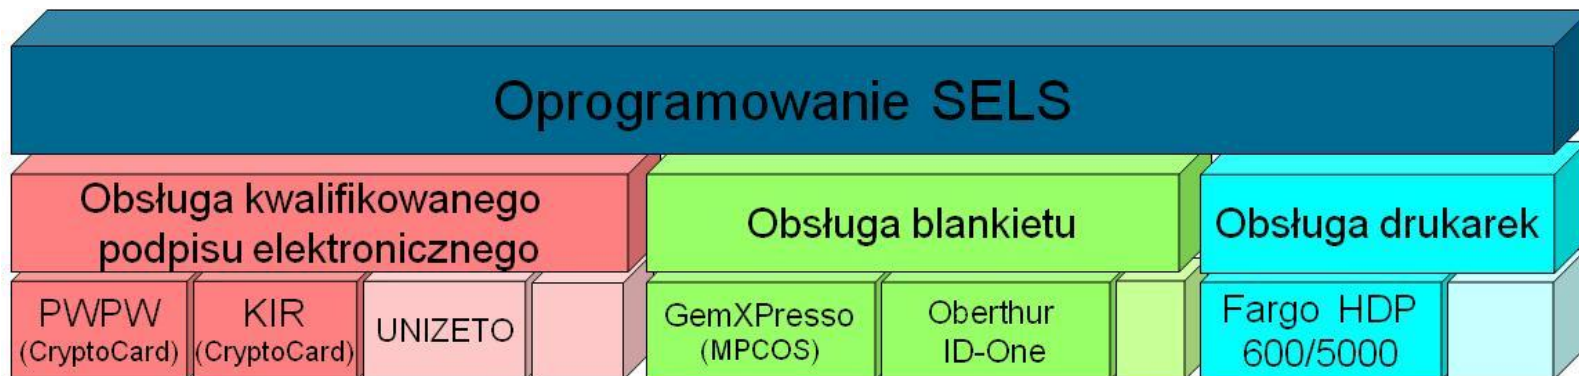 Oprogramowanie SELS
Obsługa kwalifikowanego
podpisu elektronicznego
Obsługa blankietu
Obsługa drukarek
PWPW
(CryptoCard)
KIR
(CryptoCard)
UNIZETO
GemXPresso
(MPCOS)
Oberthur
ID-One
Fargo HDP
600/5000